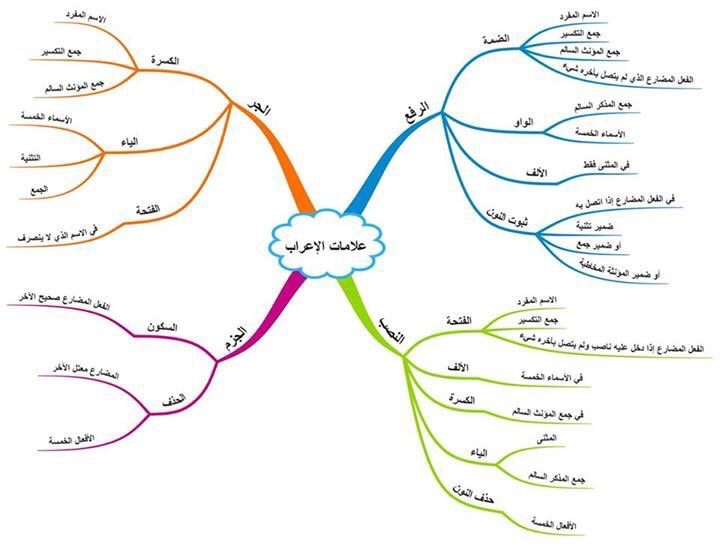 علامات الإعراب
الرفع
الضمة
الاسم المفرد
جمع التكسير
جمع المؤنث السالم
الفعل المضارع الذي لم يتصل بآخره شيء
الواو
جمع المذكر السالم
الأسماء الخمسة
الألف
في المثنى فقط
ثبوت النون
في الفعل المضارع إذا اتصل به
ضمير تثنية
أو ضمير جمع
أو ضمير المؤنثة المخاطبة
النصب
الفتحة
الاسم المفرد
جمع التكسير
الفعل المضارع إذا دخل عليه ناصب ولم يتصل بآخره شيء
الألف
في الأسماء الخمسة
الكسرة
في جمع المؤنث السالم
الياء
المثنى
جمع المذكر السالم
حذف النون
الأفعال الخمسة
الجر
الكسرة
الاسم المفرد
جمع التكسير
جمع المؤنث السالم
الياء
الأسماء الخمسة
التثنية
الجمع
الفتحة
في الاسم الذي لا ينصرف
الجزم
السكون
الفعل المضارع صحيح الآخر
الحذف
المضارع معتل الآخر
الأفعال الخمسة